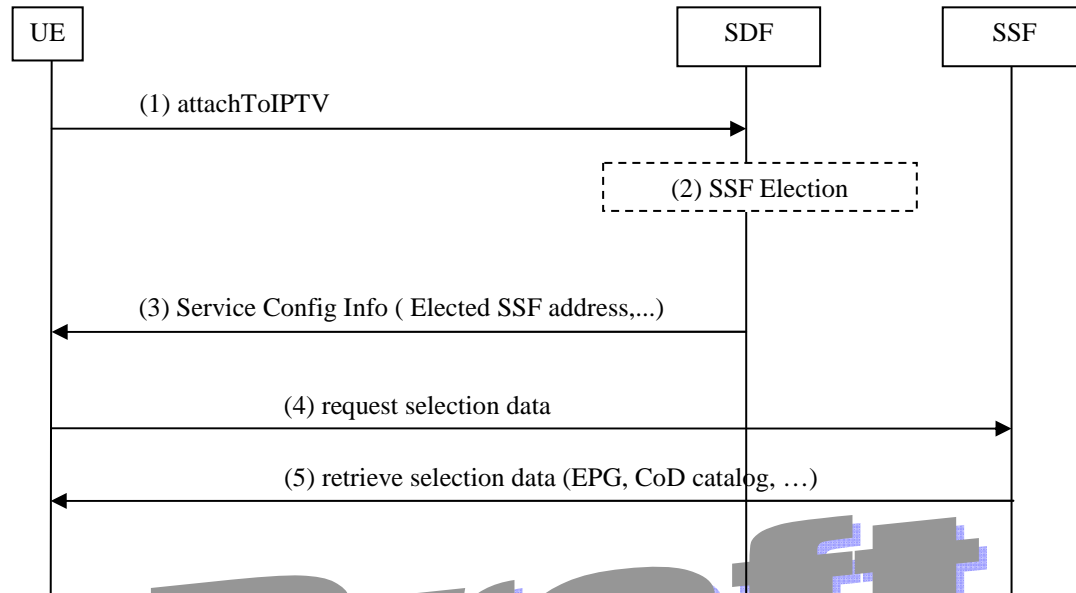 UE
SDF
SSF
(1) attachToIPTV
(2) SSF Election
(3) Service Config Info ( Elected SSF address,...)
(4) request selection data
(5) retrieve selection data (EPG, CoD catalog, …)
Draft